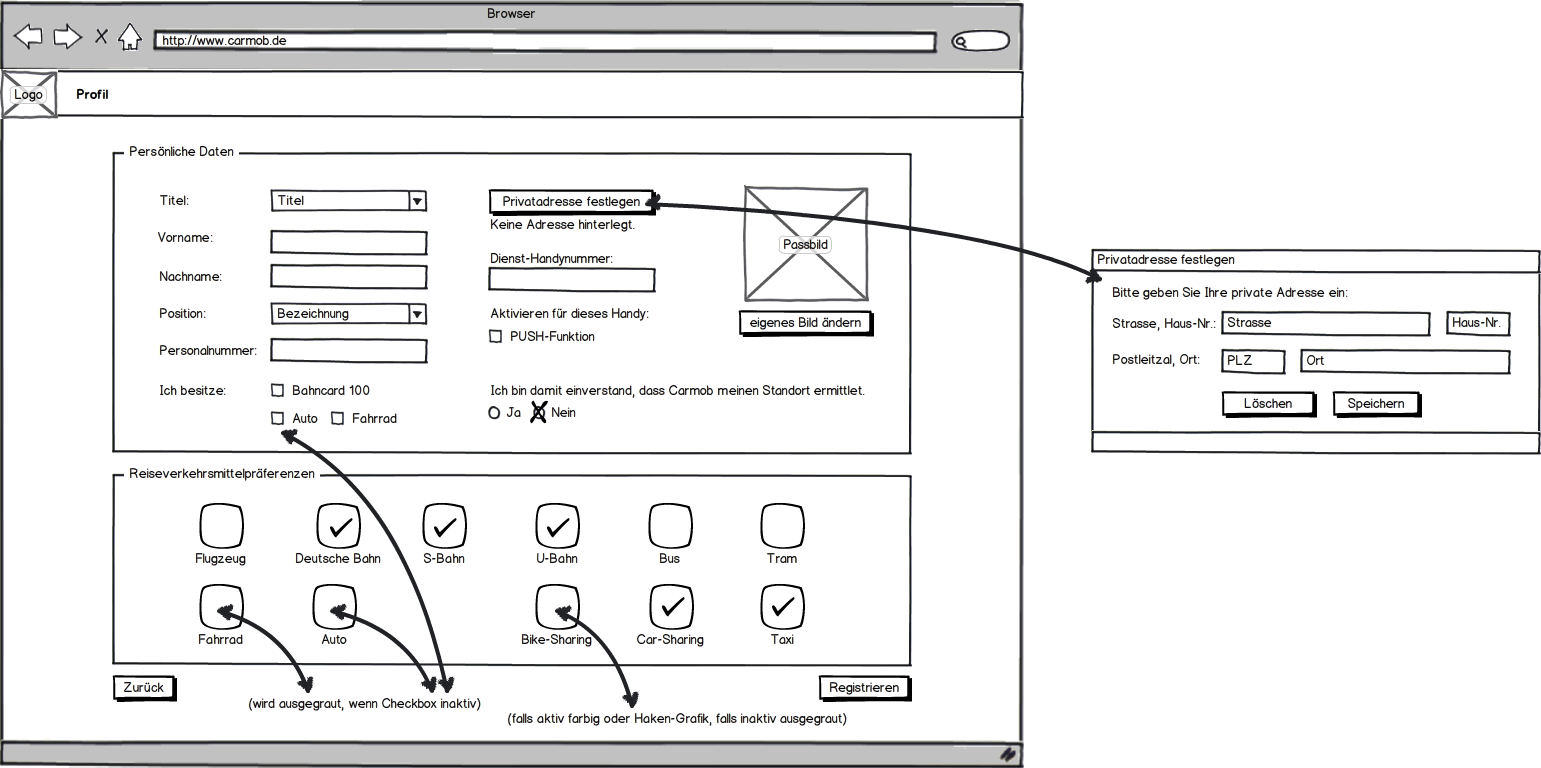 Browser
http://www.carmob.de
Logo
Profil
Persönliche Daten
Titel:
Titel
Vorname:
Nachname:
Position:
Bezeichnung
Personalnummer:
Ich besitze:
Bahncard 100
Auto
Fahrrad
Privatadresse festlegen
Keine Adresse hinterlegt.
Dienst-Handynummer:
Aktivieren für dieses Handy:
PUSH-Funktion
Ich bin damit einverstand, dass Carmob meinen Standort ermittlet.
Ja
Nein
Passbild
eigenes Bild ändern
Reiseverkehrsmittelpräferenzen
Flugzeug
Deutsche Bahn
S-Bahn
U-Bahn
Bus
Tram
Fahrrad
Auto
Bike-Sharing
Car-Sharing
Taxi
Zurück
(wird ausgegraut, wenn Checkbox inaktiv)
(falls aktiv farbig oder Haken-Grafik, falls inaktiv ausgegraut)
Registrieren
Privatadresse festlegen
Bitte geben Sie Ihre private Adresse ein:
Strasse, Haus-Nr.:
Strasse
Haus-Nr.
Postleitzal, Ort:
PLZ
Ort
Löschen
Speichern